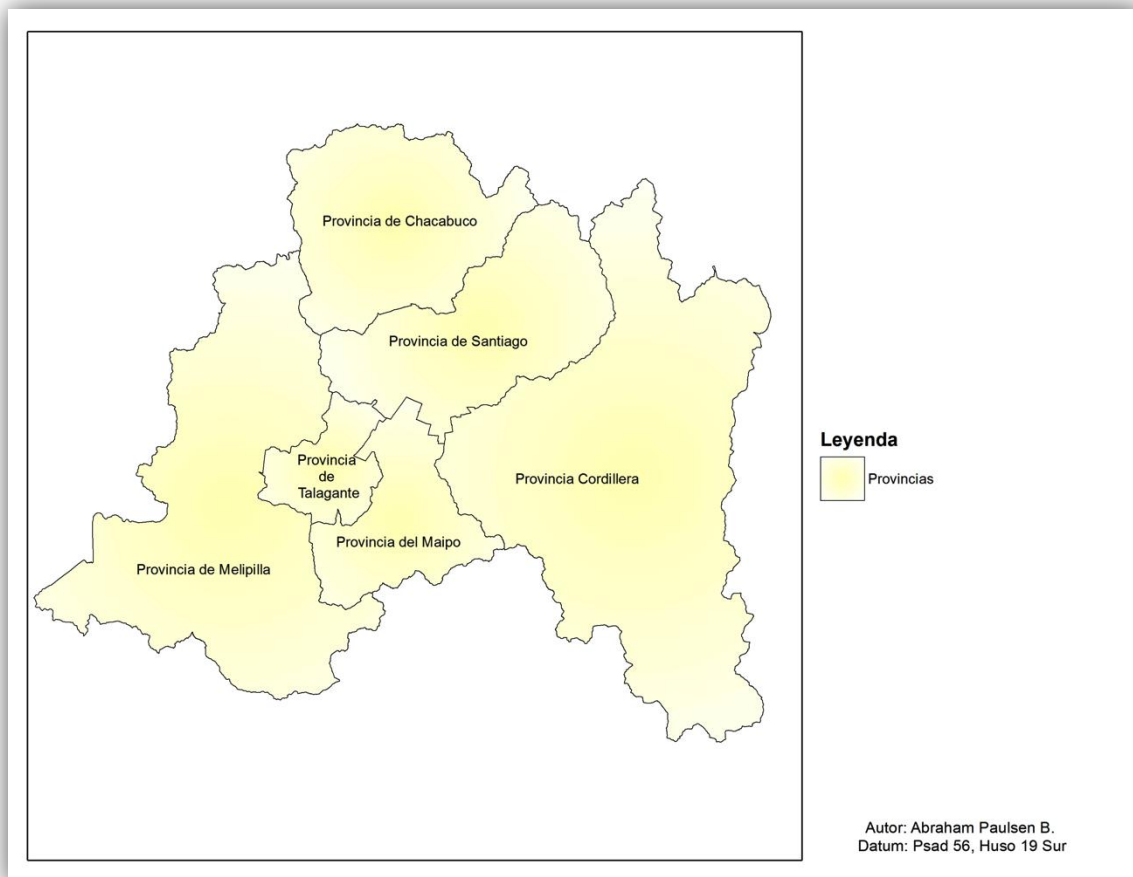 Provincia de Chacabuco
Provincia de Santiago
Provincia
de
Talagante
Provincia Cordillera
Provincia del Maipo
Provincia de Melipilla
Leyenda
Provincias
Autor: Abraham Paulsen B.
Datum: Psad 56, Huso 19 Sur